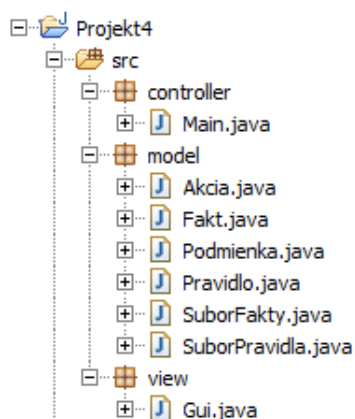 Projekt4
src
controller
Main.java
model
Akcia.java
Fakt.java
Podmienka.java
Pravidlo.java
SuborFakty.java
SuborPravidla.java
view
Gui.java